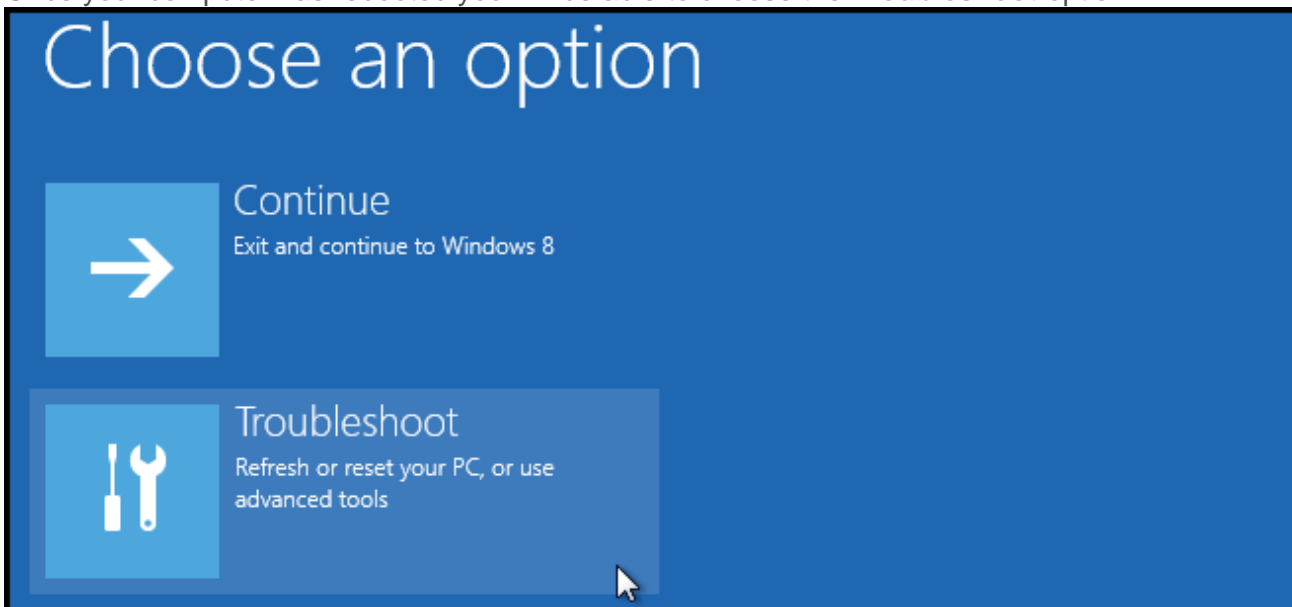 Choose an option
Continue
Exit and continue to Windows 8
Troubleshoot
Refresh or reset your PC, or use
advanced tools